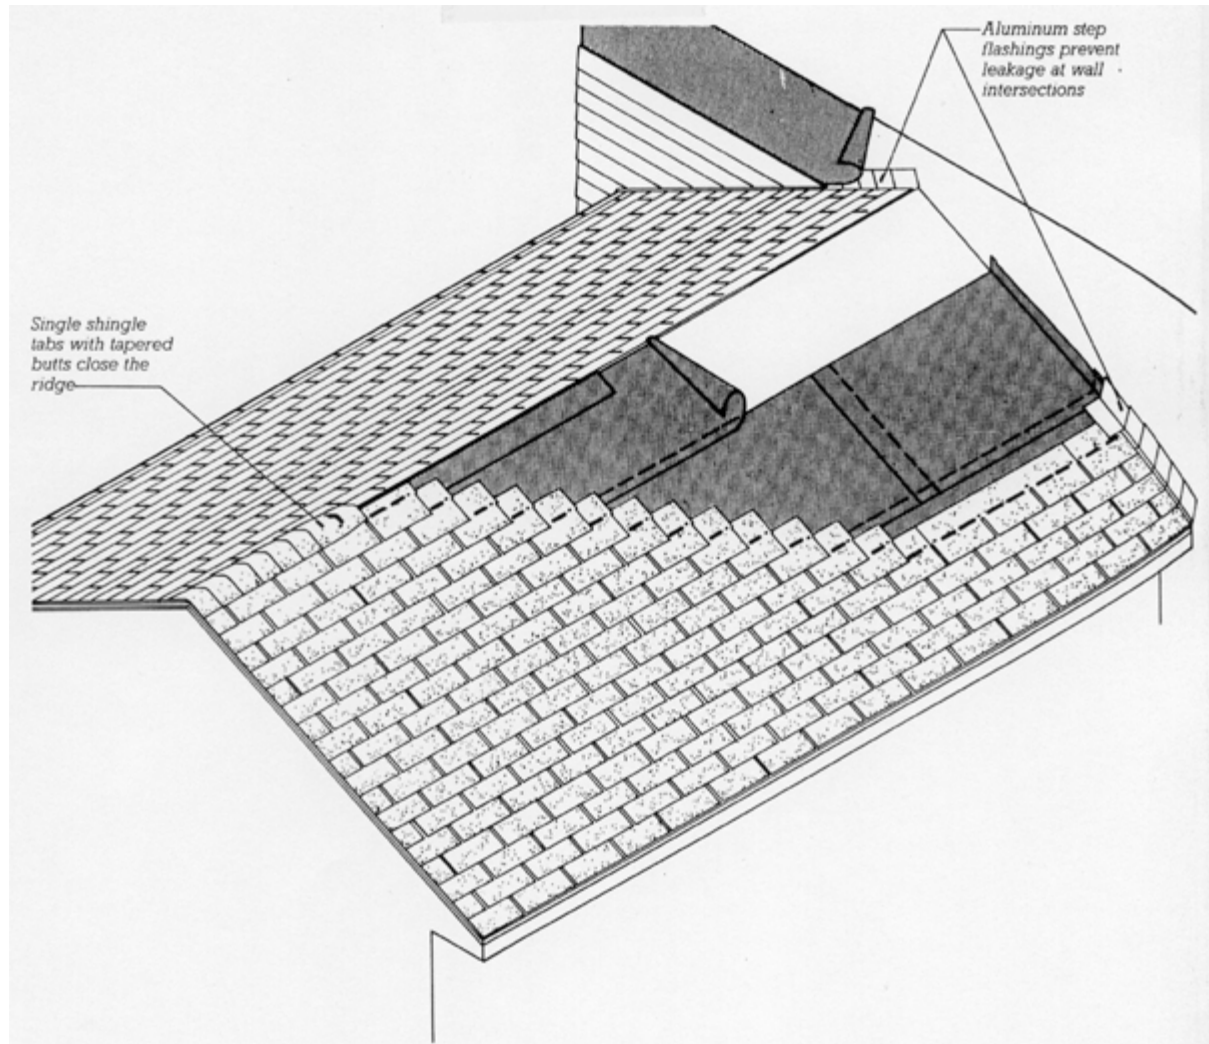 Aluminum step
flashings prevent
leakage at wall
intersections
Single shingle
tabs with tapered
butts close the
ridge